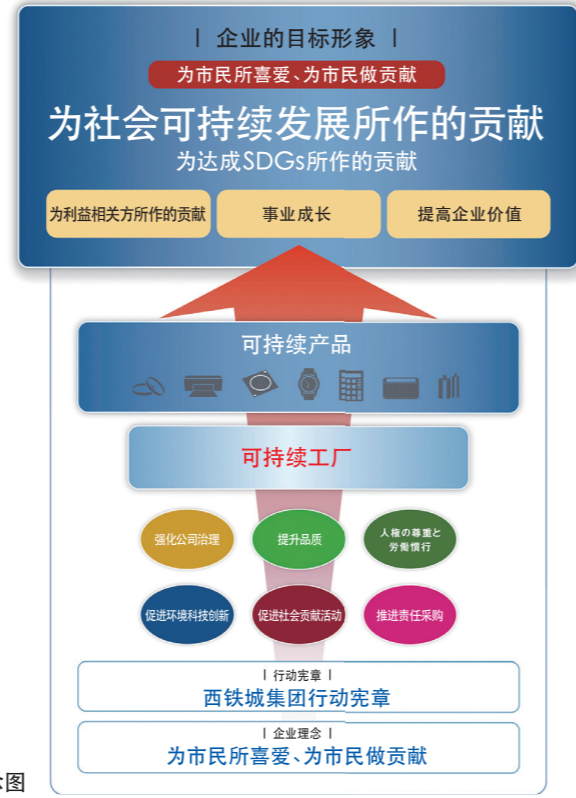 | 企业的目标形象 |
为市民所喜爱、为市民做贡献
为社会可持续发展所作的贡献
为达成SDGs所作的贡献
为利益相关方所作的贡献
事业成长
提高企业价值
可持续产品
可持续工厂
强化公司治理
提升品质
人権の尊重と
労働慣行
促进环境科技创新
促进社会贡献活动
推进责任采购
| 行动宪章 |
西铁城集团行动宪章
| 企业理念 |
为市民所喜爱、为市民做贡献
图